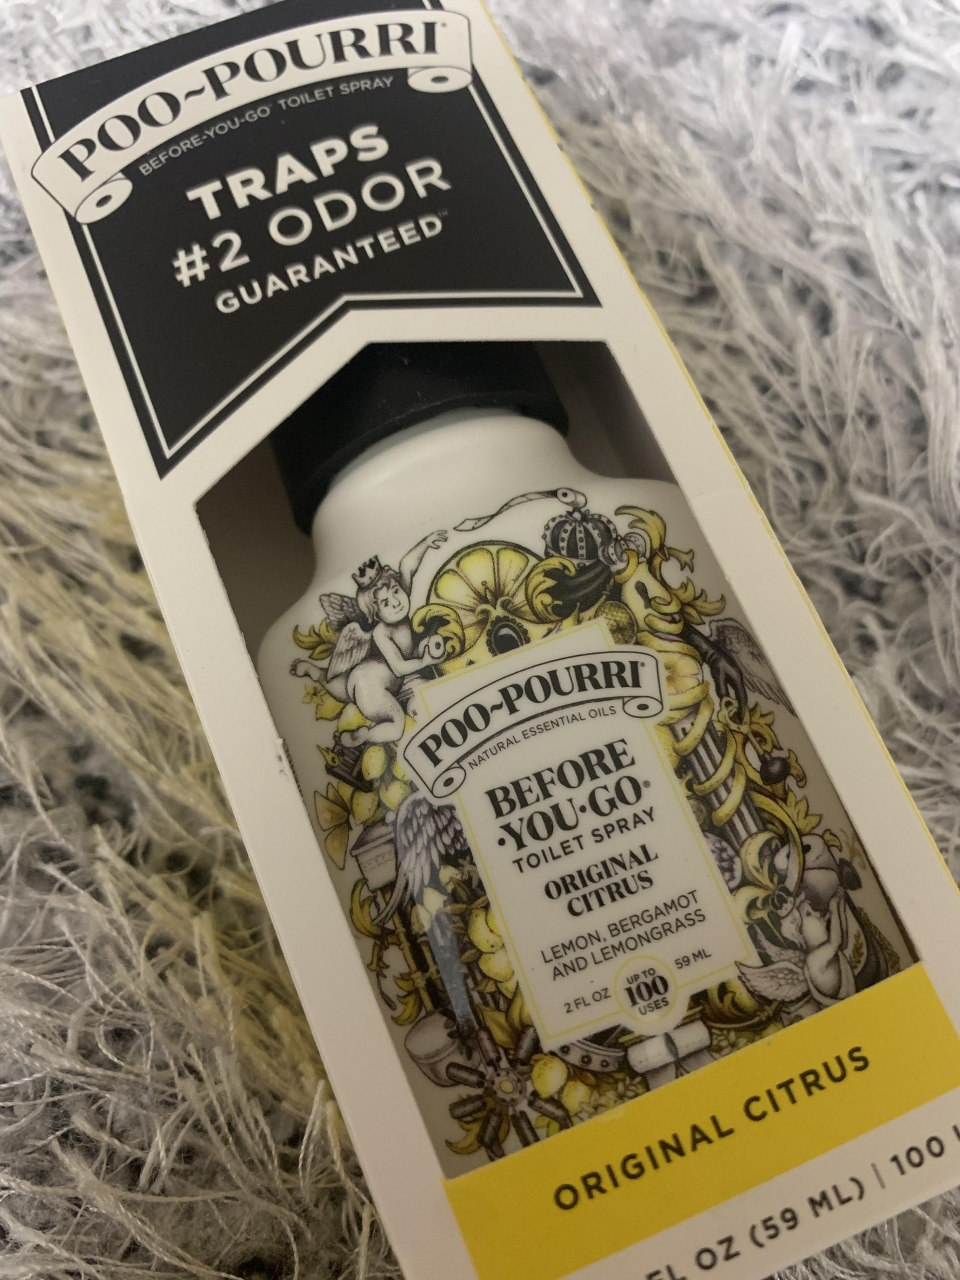 POO~POURRI®
BEFORE-YOU-GO® TOILET SPRAY
TRAPS
#2 ODOR
GUARANTEED™
POO~POURRI®
NATURAL ESSENTIAL OILS
BEFORE
·YOU·GO®
TOILET SPRAY
ORIGINAL
CITRUS
LEMON, BERGAMOT
AND LEMONGRASS
2 FL OZ UP TO 100 USES 59 ML
ORIGINAL CITRUS
FL OZ (59 ML) | 100